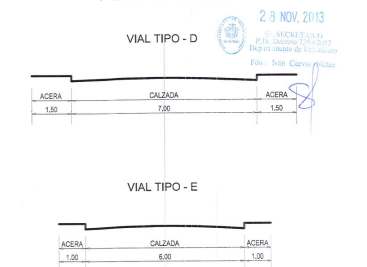 28 NOV. 2013
VIAL TIPO - D
EL SECRETARIO
Departamento de Urbanismo
Fdo.: Iván Cuervo
ACERA CALZADA ACERA
1,50 7,00 1,50
VIAL TIPO - E
ACERA CALZADA ACERA
1,00 6,00 1,00